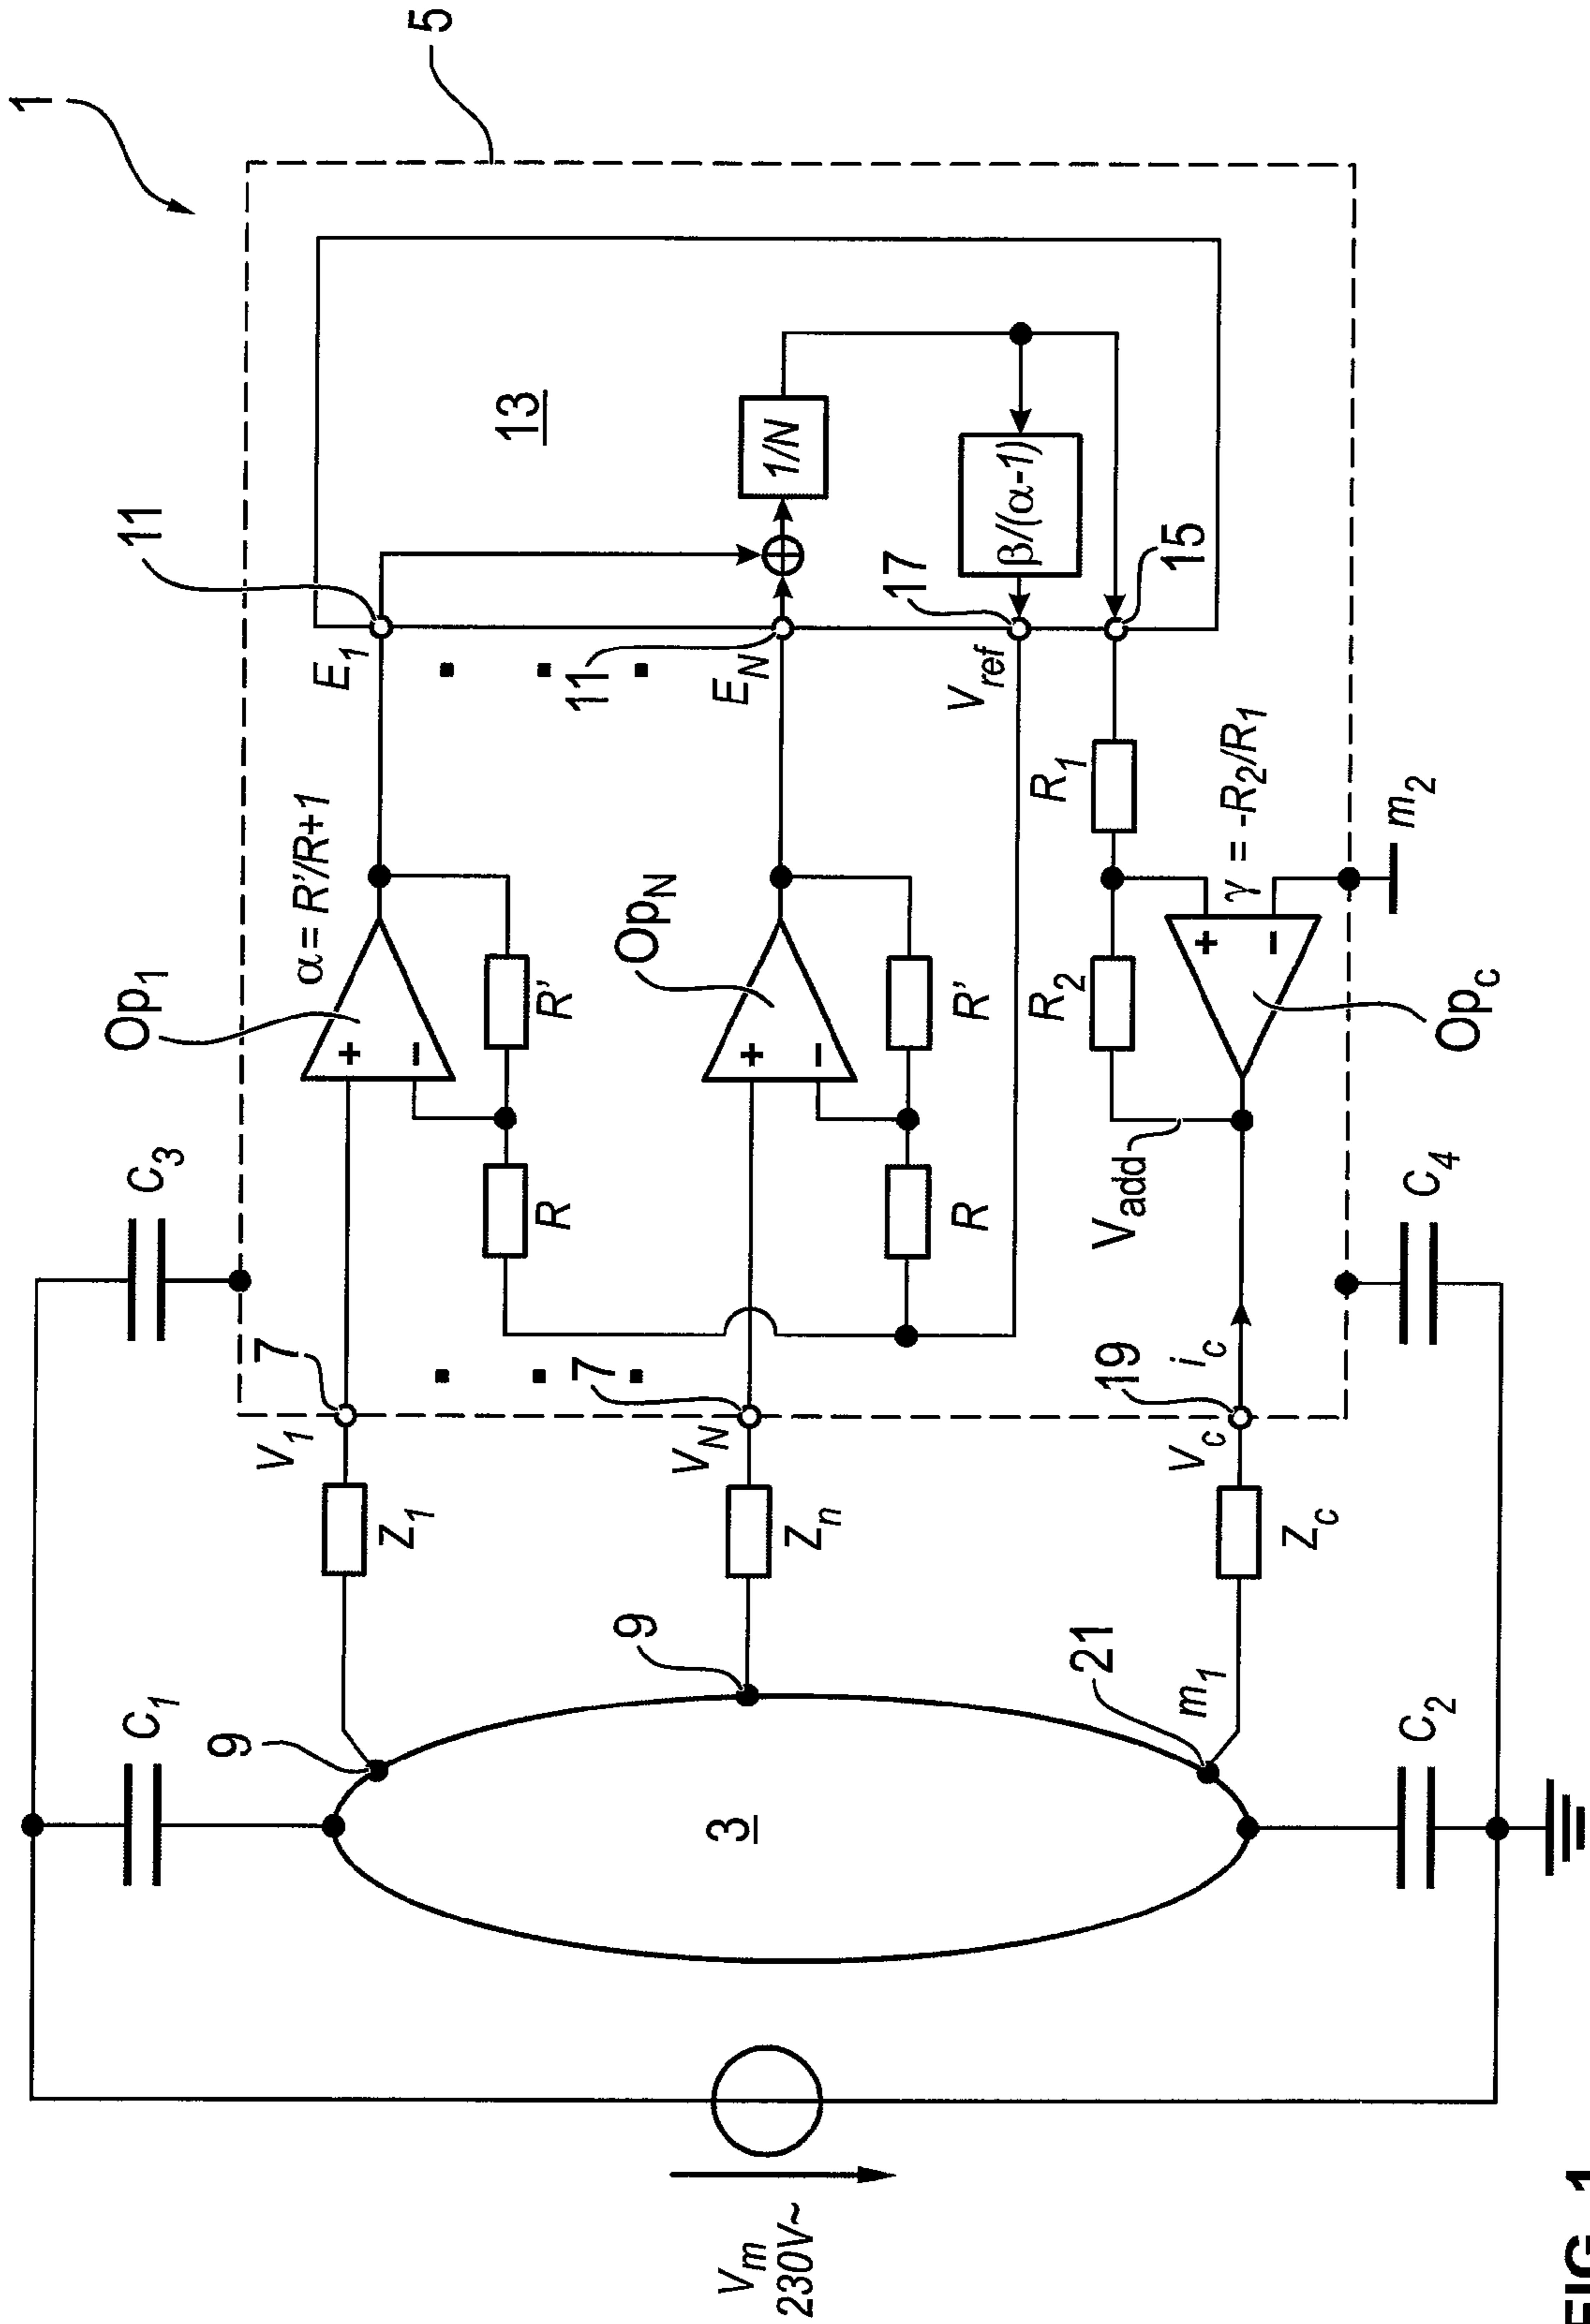 1
5
11
13
E1
α = R'/R+1
Op1
+
−
R'
R
C3
7
V1
Z1
9
C1
1/N
11
EN
OpN
+
−
R'
R
7
VN
Zn
9
3
Vm
230V~
β/(α-1)
17
Vref
15
R1
R2
γ = -R2/R1
m2
+
−
Opc
Vadd
C4
ic
19
Vc
Zc
m1
21
C2
FIG. 1